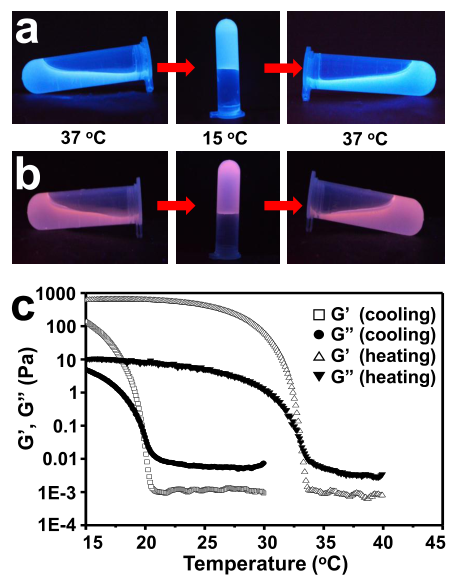 a
37 °C
15 °C
37 °C
b
c
1000
100
10
1
0.1
0.01
1E-3
1E-4
G', G'' (Pa)
G' (cooling)
G'' (cooling)
G' (heating)
G'' (heating)
15
20
25
30
35
40
45
Temperature (°C)